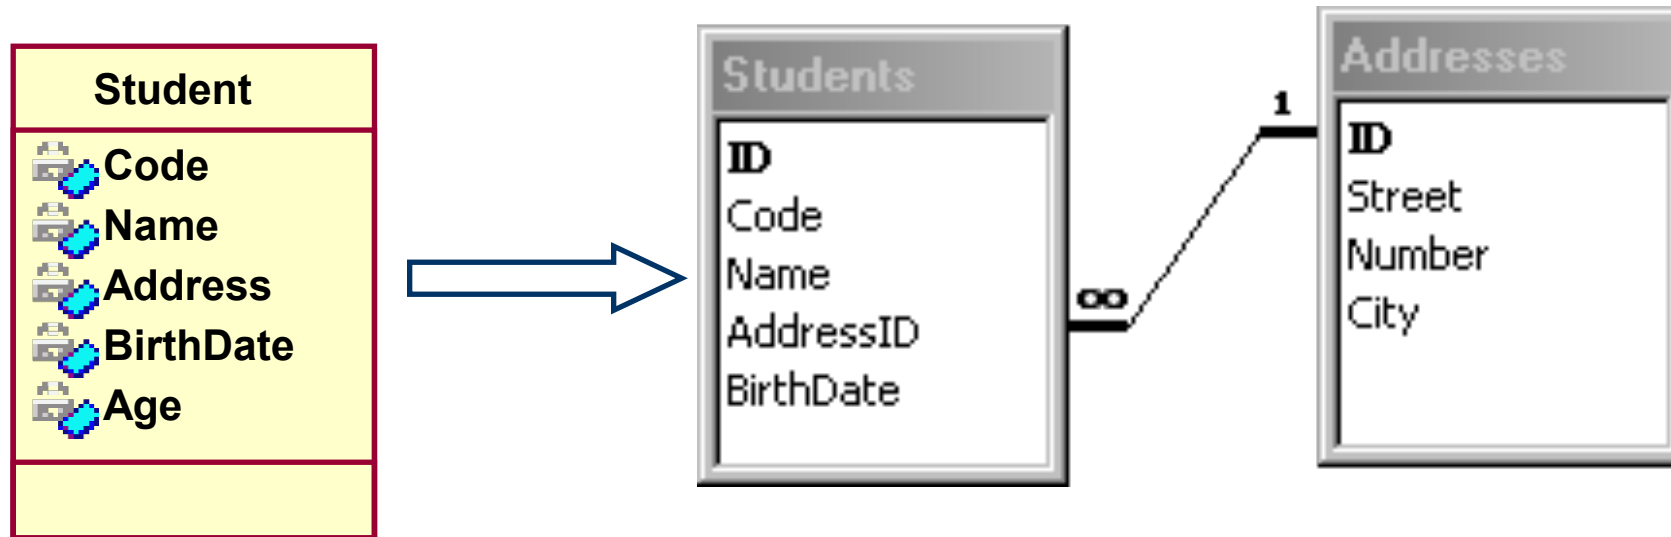 Student
Code
Name
Address
BirthDate
Age
Students
ID
Code
Name
AddressID
BirthDate
∞
1
Addresses
ID
Street
Number
City